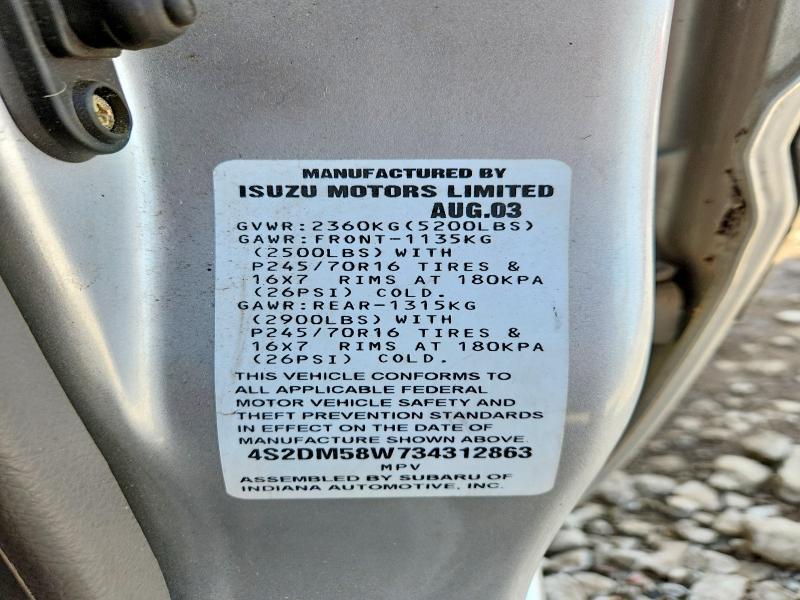 MANUFACTURED BY
ISUZU MOTORS LIMITED
AUG.03
GVWR:2360KG(5200LBS)
GAWR:FRONT-1135KG
(2500LBS) WITH
P245/70R16 TIRES &
16X7 RIMS AT 180KPA
(26PSI) COLD.
GAWR:REAR-1315KG
(2900LBS) WITH
P245/70R16 TIRES &
16X7 RIMS AT 180KPA
(26PSI) COLD.
THIS VEHICLE CONFORMS TO
ALL APPLICABLE FEDERAL
MOTOR VEHICLE SAFETY AND
THEFT PREVENTION STANDARDS
IN EFFECT ON THE DATE OF
MANUFACTURE SHOWN ABOVE.
4S2DM58W734312863
MPV
ASSEMBLED BY SUBARU OF
INDIANA AUTOMOTIVE, INC.